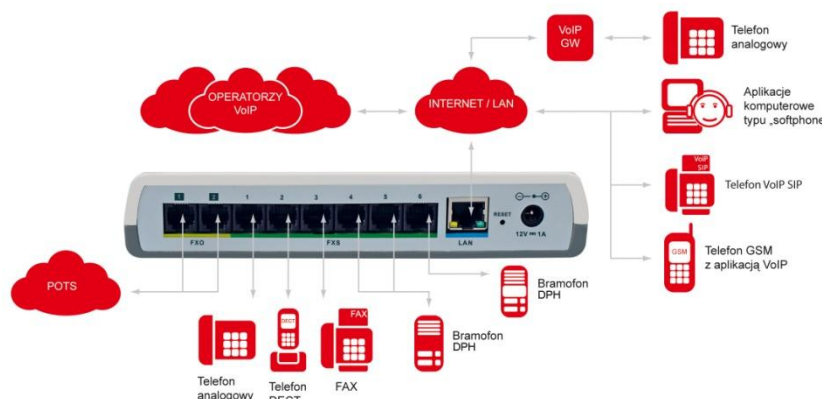 VoIP
GW
Telefon
analogowy
OPERATORZY
VoIP
INTERNET / LAN
Aplikacje
komputerowe
typu „softphone
VoIP
SIP
Telefon VoIP SIP
GSM
Telefon GSM
z aplikacją VoIP
1 2 1 2 3 4 5 6
RESET
FXO FXS LAN 12V 1A
POTS
Bramofon
DPH
Bramofon
DPH
DECT
FAX
Telefon
analogowy
Telefon
DECT
FAX